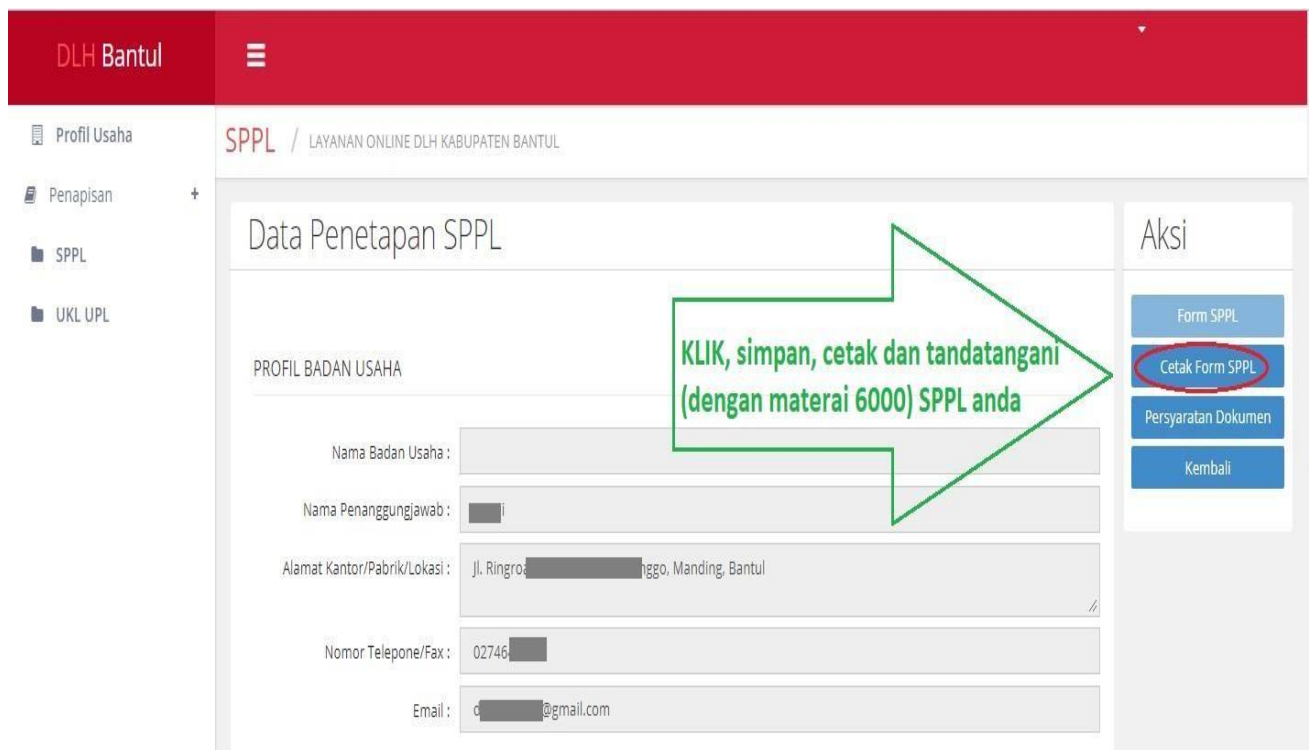 DLH Bantul
Profil Usaha
Penapisan +
SPPL
UKL UPL
SPPL / LAYANAN ONLINE DLH KABUPATEN BANTUL
Data Penetapan SPPL
PROFIL BADAN USAHA
Nama Badan Usaha :
Nama Penanggungjawab : i
Alamat Kantor/Pabrik/Lokasi : Jl. Ringro nggo, Manding, Bantul
Nomor Telepone/Fax : 02746
Email : @gmail.com
KLIK, simpan, cetak dan tandatangani
(dengan materai 6000) SPPL anda
Aksi
Form SPPL
Cetak Form SPPL
Persyaratan Dokumen
Kembali